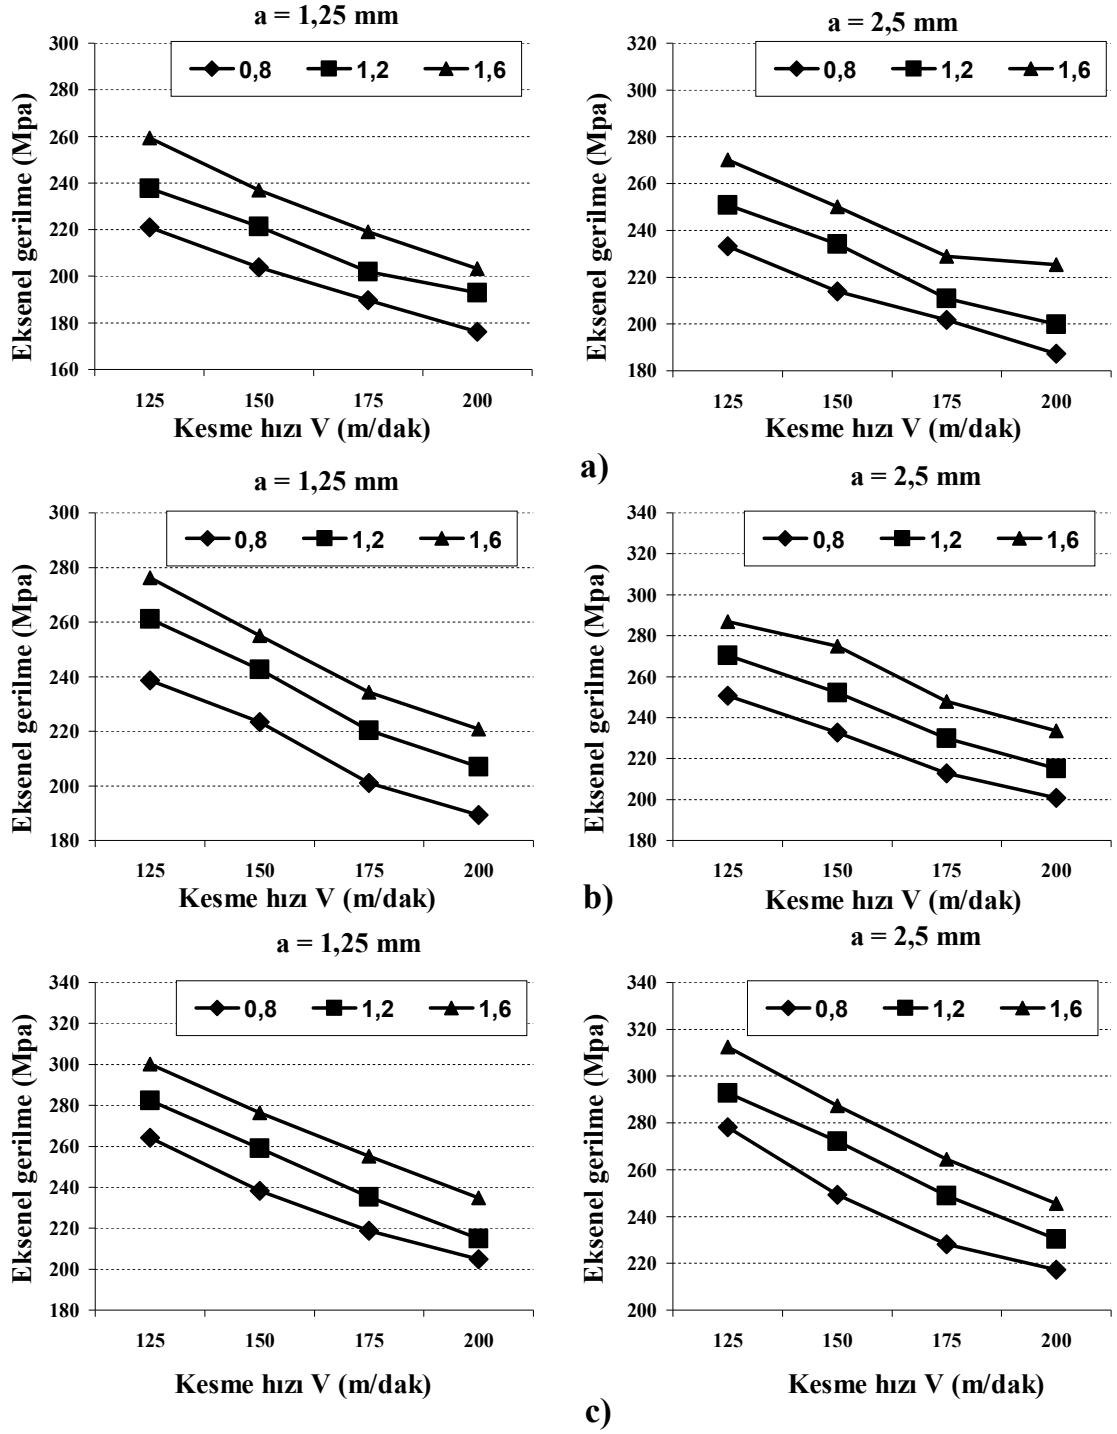 a = 1,25 mm
300
280
260
240
220
200
180
160
Eksenel gerilme (Mpa)
0,8 1,2 1,6
125 150 175 200
Kesme hızı V (m/dak)
a = 2,5 mm
320
300
280
260
240
220
200
180
Eksenel gerilme (Mpa)
0,8 1,2 1,6
125 150 175 200
Kesme hızı V (m/dak)
a)
a = 1,25 mm
300
280
260
240
220
200
180
Eksenel gerilme (Mpa)
0,8 1,2 1,6
125 150 175 200
Kesme hızı V (m/dak)
a = 2,5 mm
340
320
300
280
260
240
220
200
180
Eksenel gerilme (Mpa)
0,8 1,2 1,6
125 150 175 200
Kesme hızı V (m/dak)
b)
a = 1,25 mm
340
320
300
280
260
240
220
200
180
Eksenel gerilme (Mpa)
0,8 1,2 1,6
125 150 175 200
Kesme hızı V (m/dak)
a = 2,5 mm
340
320
300
280
260
240
220
200
Eksenel gerilme (Mpa)
0,8 1,2 1,6
125 150 175 200
Kesme hızı V (m/dak)
c)